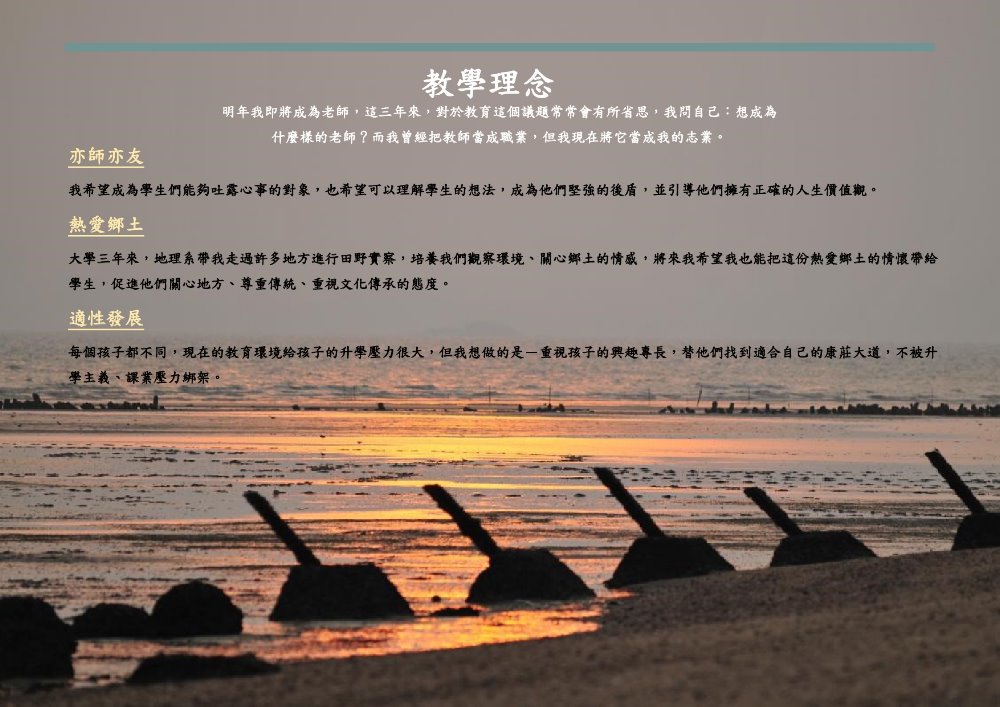 教學理念
明年我即將成為老師，這三年來，對於教育這個議題常常會有所省思，我問自己：想成為
什麼樣的老師？而我曾經把教師當成職業，但我現在將它當成我的志業。
亦師亦友
我希望成為學生們能夠吐露心事的對象，也希望可以理解學生的想法，成為他們堅強的後盾，並引導他們擁有正確的人生價值觀。
熱愛鄉土
大學三年來，地理系帶我走過許多地方進行田野實察，培養我們觀察環境、關心鄉土的情感，將來我希望我也能把這份熱愛鄉土的情懷帶給
學生，促進他們關心地方、尊重傳統、重視文化傳承的態度。
適性發展
每個孩子都不同，現在的教育環境給孩子的升學壓力很大，但我想做的是－重視孩子的興趣專長，替他們找到適合自己的康莊大道，不被升
學主義、課業壓力綁架。